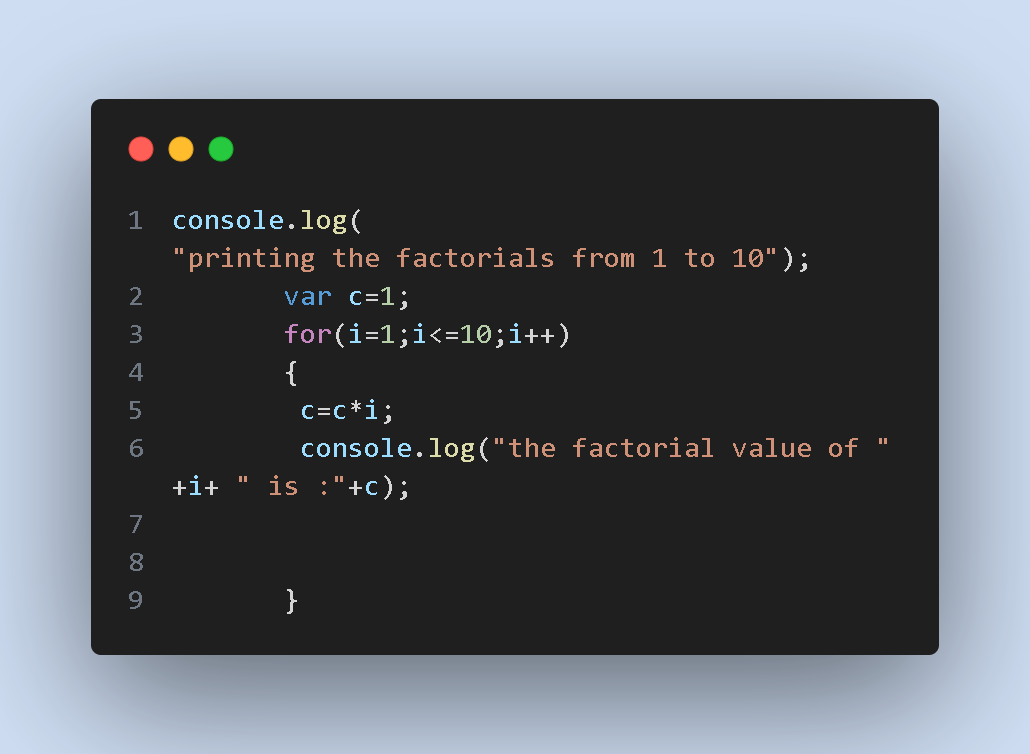 1 console.log(
"printing the factorials from 1 to 10");
2 var c=1;
3 for(i=1;i<=10;i++)
4 {
5 c=c*i;
6 console.log("the factorial value of "
+i+ " is :"+c);
7
8
9 }